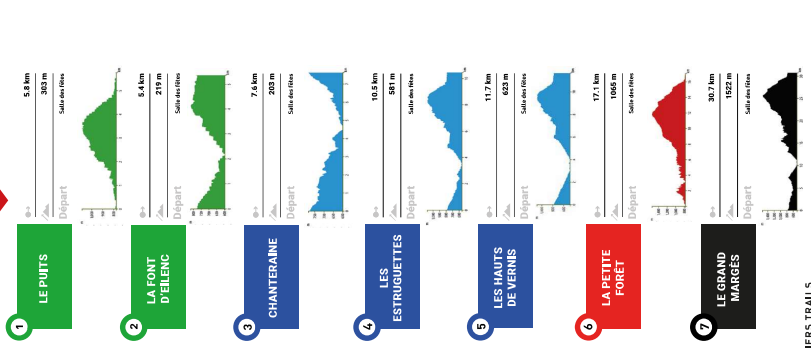 1
LE PUITS
5.8 km
303 m
Départ
Salle des fêtes
2
LA FONT
D'EILENC
5.4 km
219 m
Départ
Salle des fêtes
3
CHANTERAINE
7.6 km
203 m
Départ
Salle des fêtes
4
LES
ESTRUGUETTES
10.5 km
581 m
Départ
Salle des fêtes
5
LES HAUTS
DE VERNIS
11.7 km
623 m
Départ
Salle des fêtes
6
LA PETITE
FORÊT
17.1 km
1065 m
Départ
Salle des fêtes
7
LE GRAND
MARGÈS
30.7 km
1522 m
Départ
Salle des fêtes
IERS TRAILS